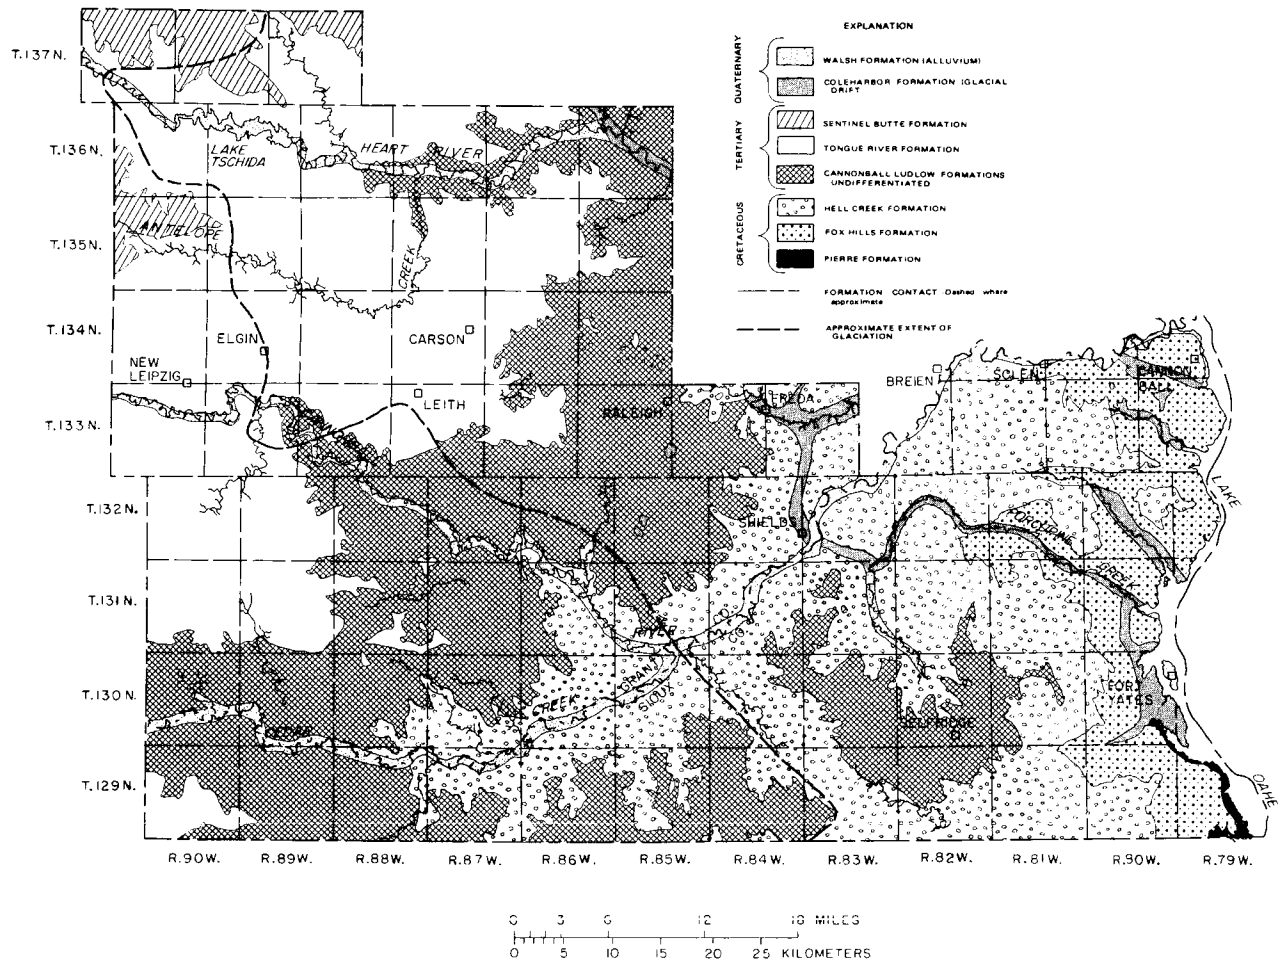 EXPLANATION
QUATERNARY
WALSH FORMATION (ALLUVIUM)
COLEHARBOR FORMATION (GLACIAL
DRIFT
TERTIARY
SENTINEL BUTTE FORMATION
TONGUE RIVER FORMATION
CANNONBALL LUDLOW FORMATIONS
UNDIFFERENTIATED
CRETACEOUS
HELL CREEK FORMATION
FOX HILLS FORMATION
PIERRE FORMATION
FORMATION CONTACT Dashed where
approximate
APPROXIMATE EXTENT OF
GLACIATION
T.137N.
T.136N.
T.135N.
T.134N.
T.133N.
T.132N.
T.131N.
T.130N.
T.129N.
LAKE
TSCHIDA
HEART RIVER
ANTELOPE
CREEK
ELGIN
CARSON
NEW
LEIPZIG
LEITH
RALEIGH
FREDA
BREIEN
SOLEN
CANNON
BALL
LAKE
SHIELDS
PORCUPINE
CREEK
RIVER
GRANT
CO
CO
SIOUX
CREEK
CEDAR
SELFRIDGE
FORT
YATES
OAHE
R.90W. R.89W. R.88W. R.87W. R.86W. R.85W. R.84W. R.83W. R.82W. R.81W. R.90W. R.79W.
0 3 6 12 18 MILES
0 5 10 15 20 25 KILOMETERS